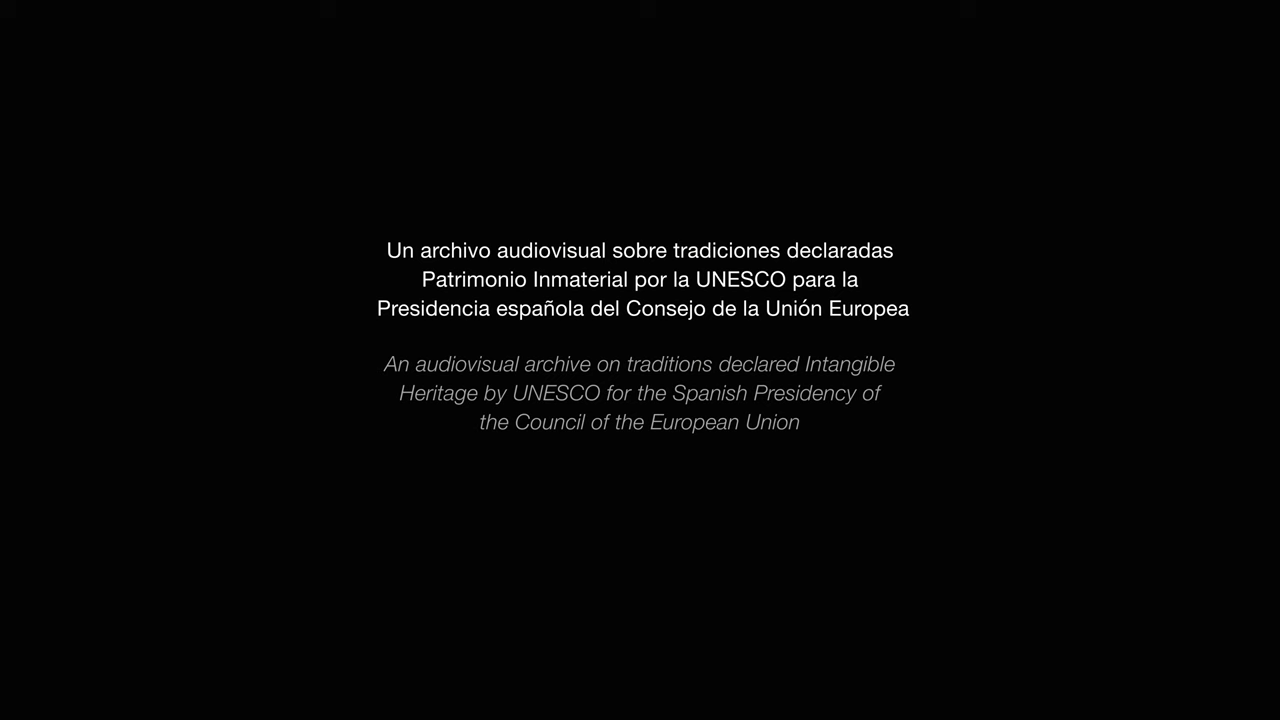 Un archivo audiovisual sobre tradiciones declaradas
Patrimonio Inmaterial por la UNESCO para la
Presidencia española del Consejo de la Unión Europea
An audiovisual archive on traditions declared Intangible
Heritage by UNESCO for the Spanish Presidency of
the Council of the European Union